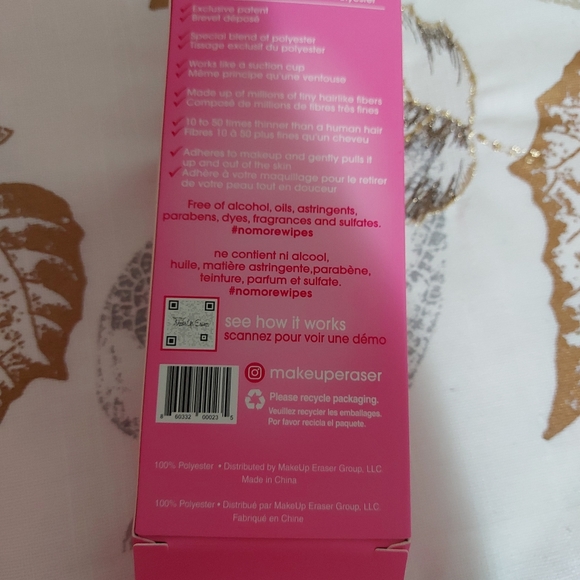 Exclusive patent
Brevet déposé
Special blend of polyester
Tissage exclusif du polyester
Works like a suction cup
Même principe qu'une ventouse
Made up of millions of tiny hairlike fibers
Composé de millions de fibres très fines
10 to 50 times thinner than a human hair
Fibres 10 à 50 plus fines qu'un cheveu
Adheres to makeup and gently pulls it
up and out of the skin
Adhère à votre maquillage pour le retirer
de votre peau tout en douceur
Free of alcohol, oils, astringents,
parabens, dyes, fragrances and sulfates.
#nomorewipes
ne contient ni alcool,
huile, matière astringente,parabène,
teinture, parfum et sulfate.
#nomorewipes
see how it works
scannez pour voir une démo
makeuperaser
Please recycle packaging.
Veuillez recycler les emballages.
Por favor recicla el paquete.
8 60332 00023 5
100% Polyester • Distributed by MakeUp Eraser Group, LLC.
Made in China
100% Polyester • Distribué par MakeUp Eraser Group, LLC.
Fabriqué en Chine